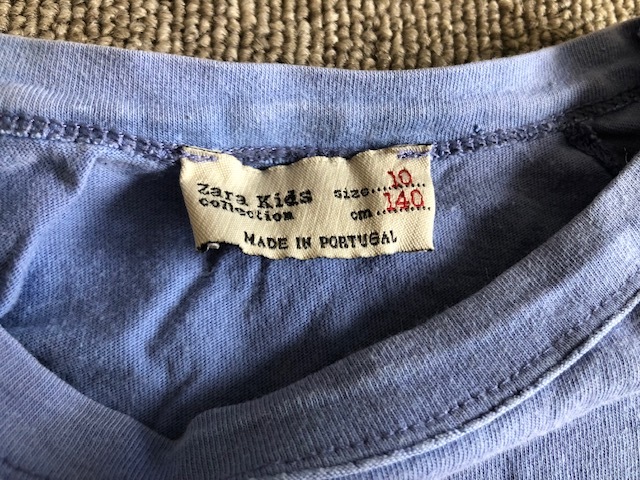 Zara Kids size....10...
collection cm...140
MADE IN PORTUGAL